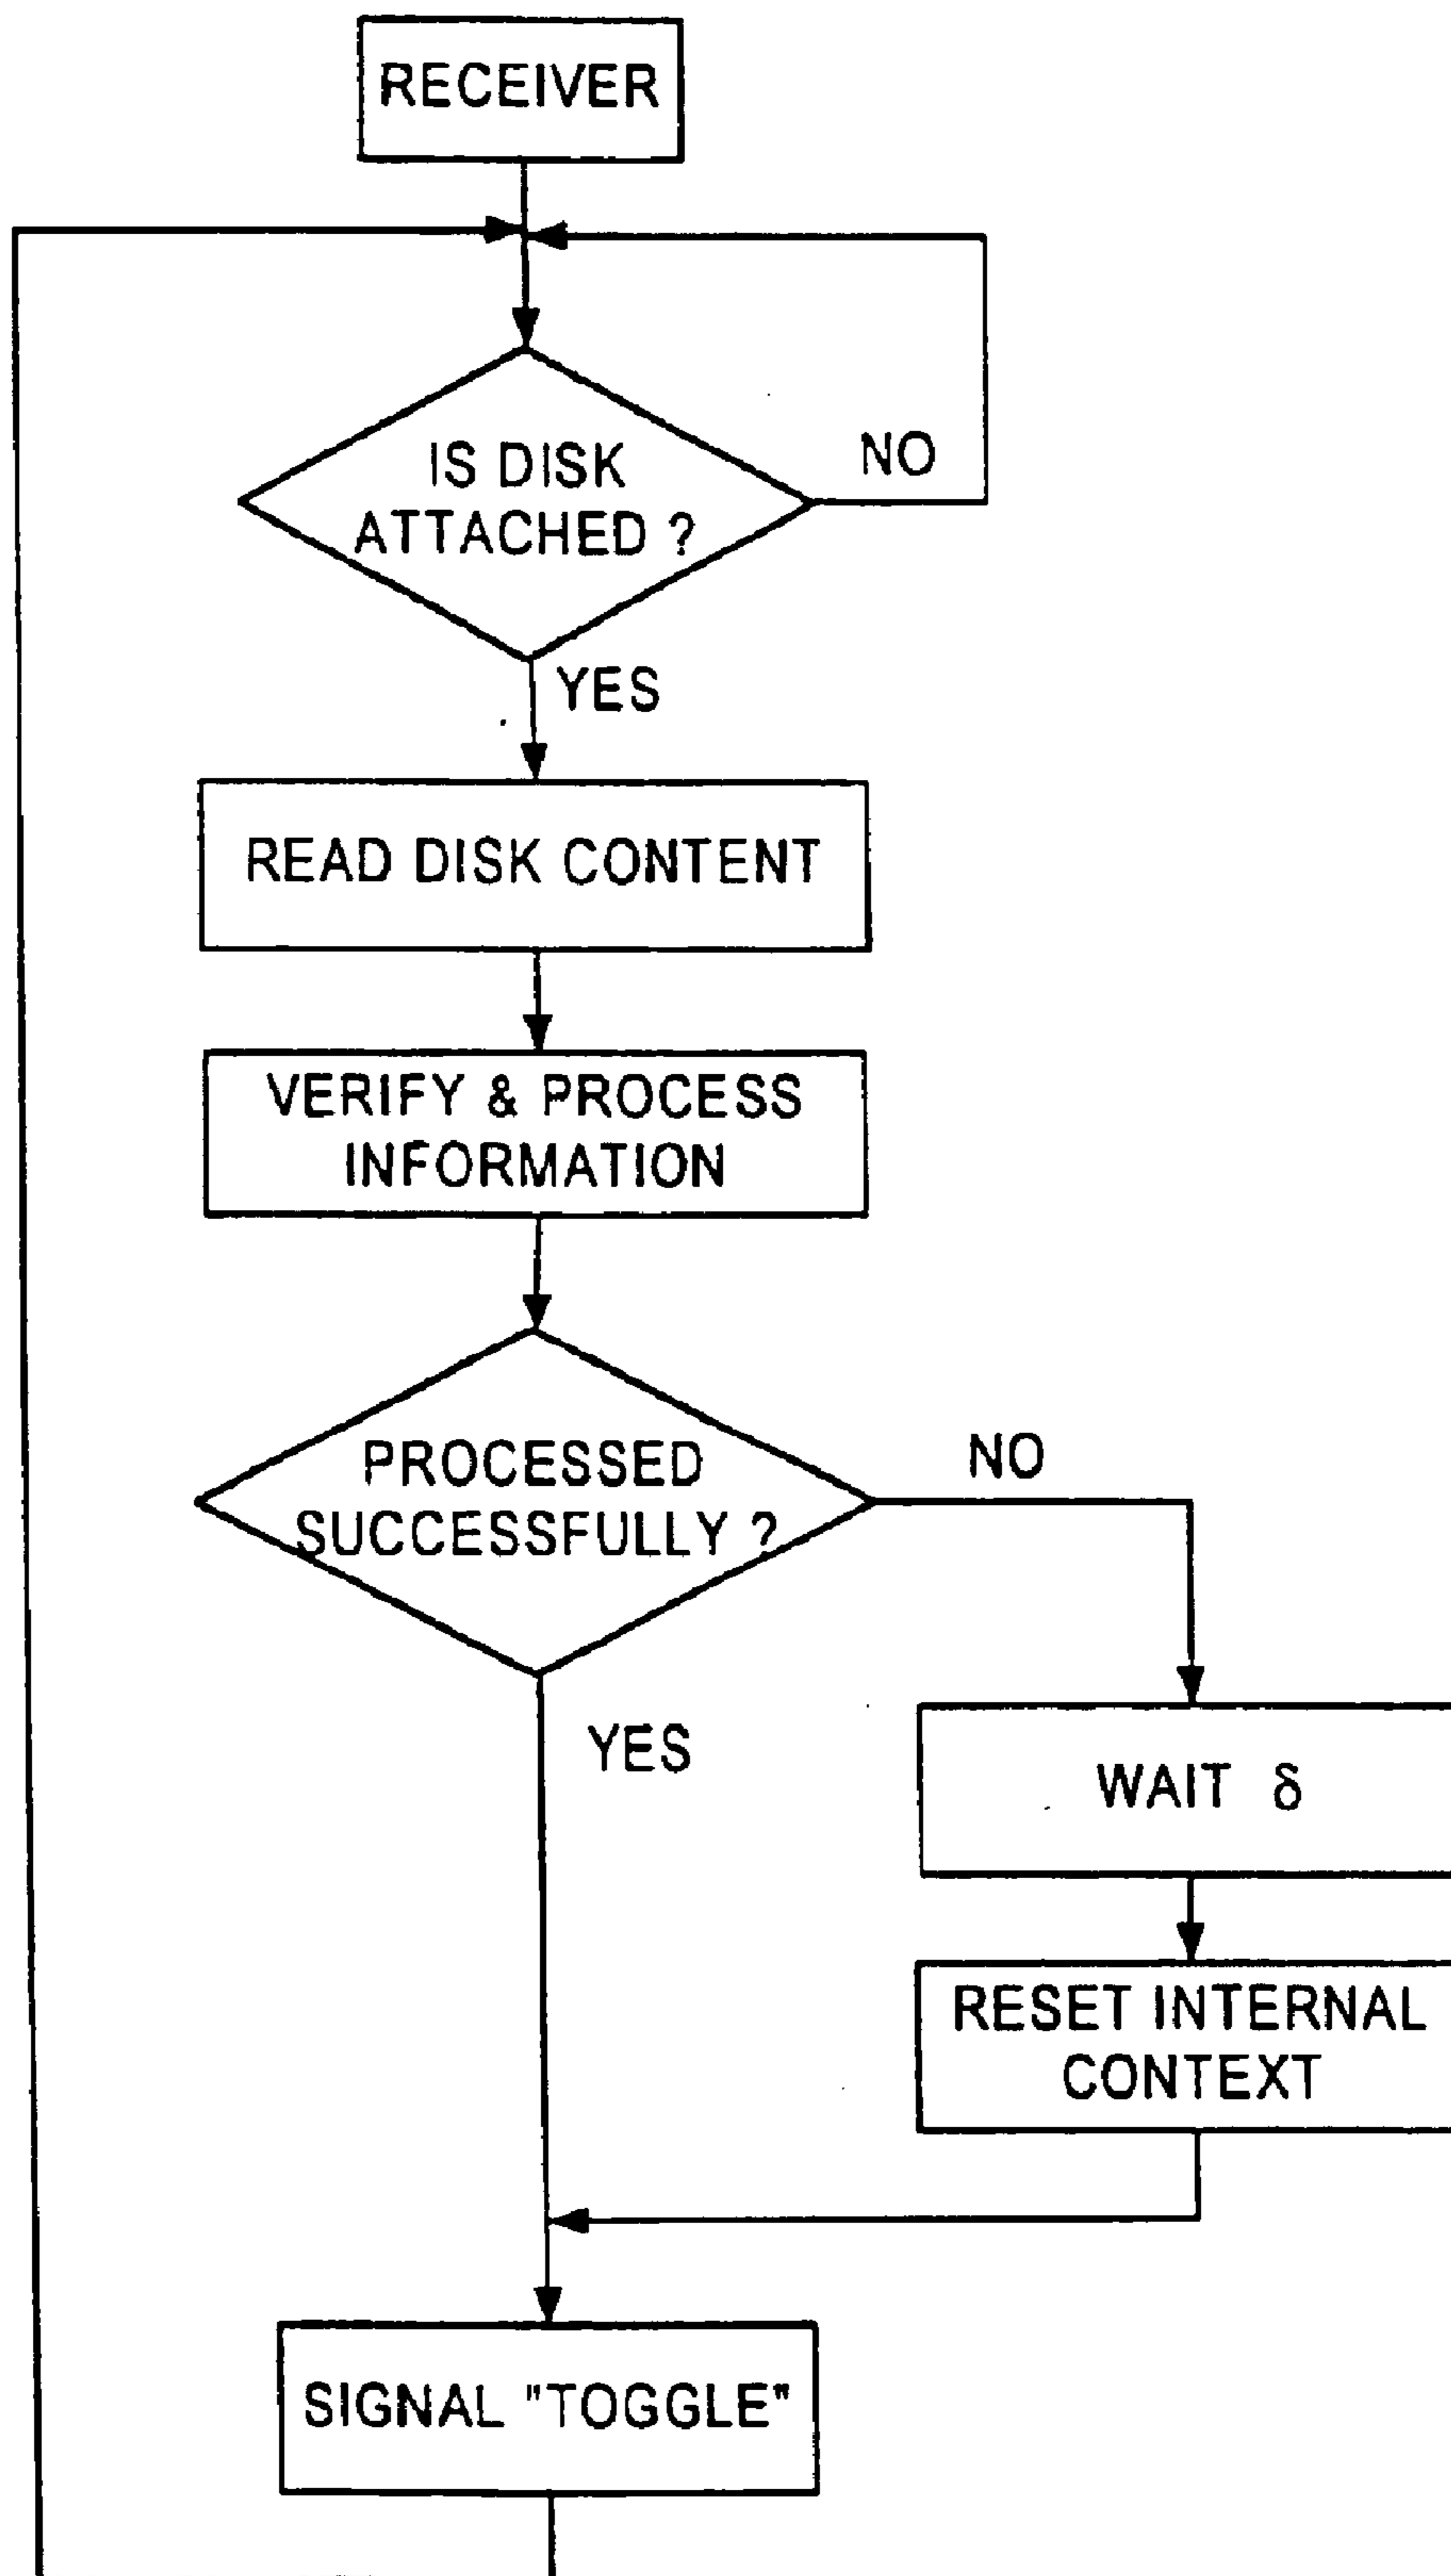 RECEIVER
IS DISK
ATTACHED ?
NO
YES
READ DISK CONTENT
VERIFY & PROCESS
INFORMATION
PROCESSED
SUCCESSFULLY ?
NO
YES
WAIT δ
RESET INTERNAL
CONTEXT
SIGNAL "TOGGLE"